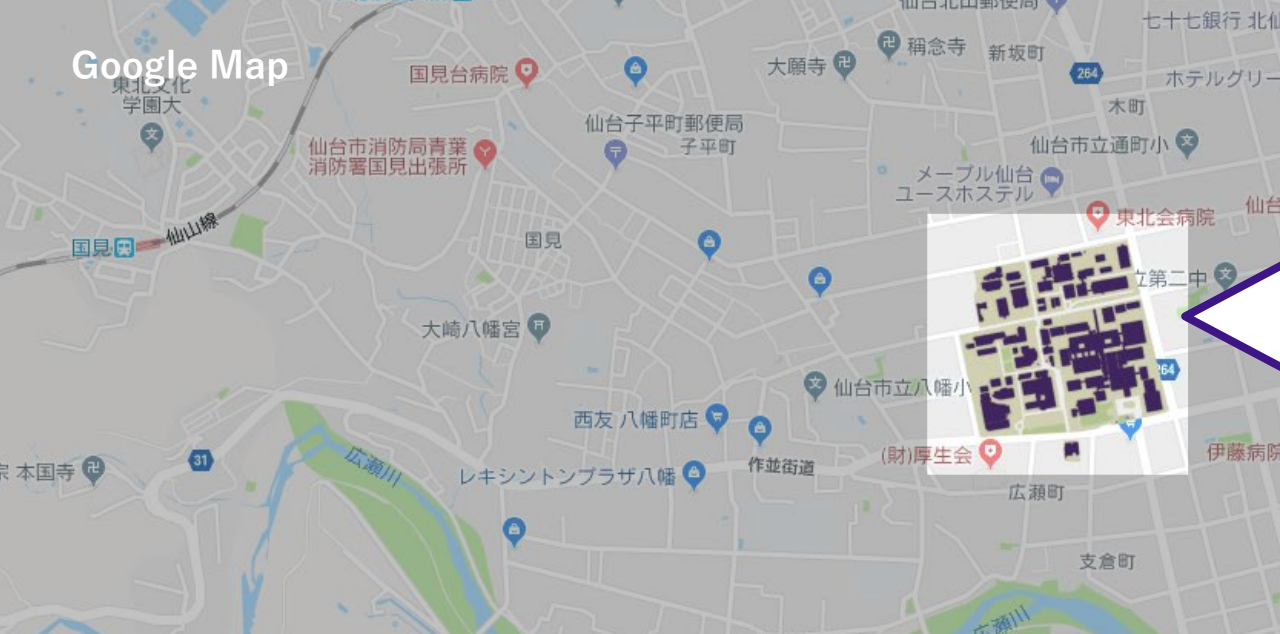 Google Map
仙台北山郵便局
七十七銀行 北仙
稱念寺
新坂町
大願寺
264
ホテルグリー
木町
東北文化
学園大
国見台病院
仙台子平町郵便局
子平町
仙台市立通町小
仙台市消防局青葉
消防署国見出張所
メープル仙台
ユースホステル
仙台
東北会病院
仙山線
国見
国見
立第二中
大崎八幡宮
264
仙台市立八幡小
西友 八幡町店
(財)厚生会
伊藤病院
31
広瀬川
宗 本国寺
作並街道
レキシントンプラザ八幡
広瀬町
支倉町
広瀬川